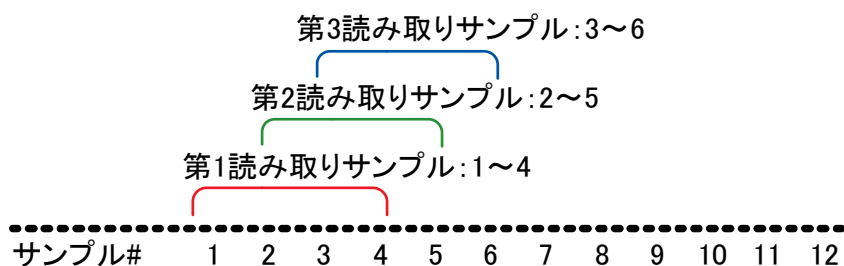 第3読み取りサンプル:3～6
第2読み取りサンプル:2～5
第1読み取りサンプル:1～4
サンプル# 1 2 3 4 5 6 7 8 9 10 11 12